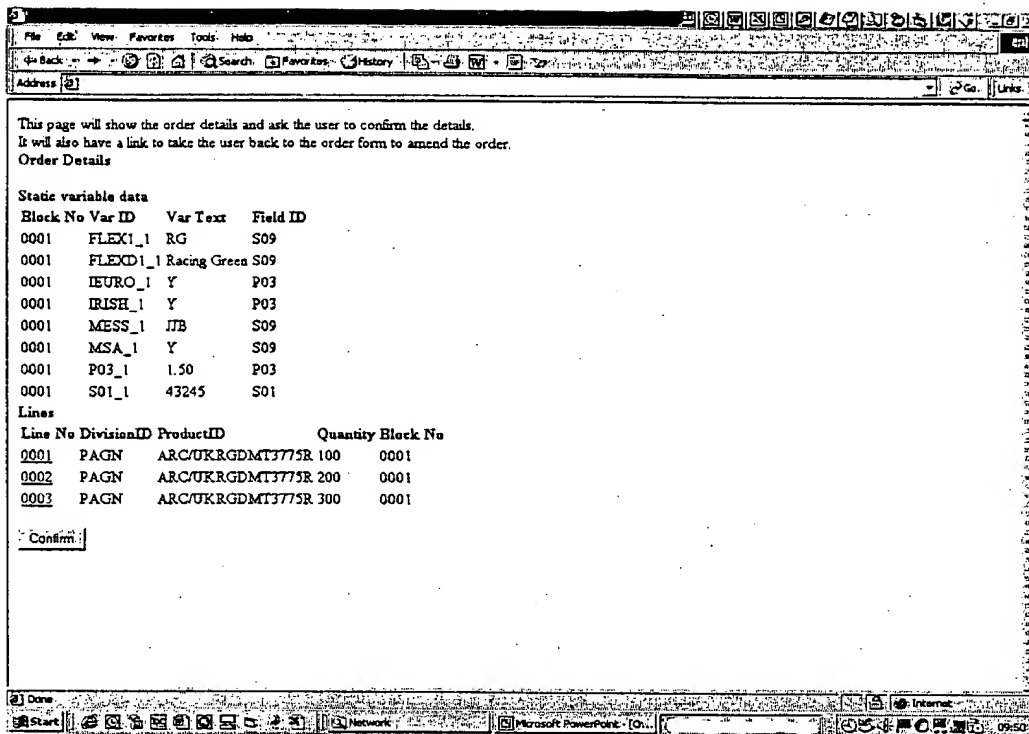 File Edit View Favorites Tools Help
Back Search Favorites History
Address Go Links
This page will show the order details and ask the user to confirm the details.
It will also have a link to take the user back to the order form to amend the order.
Order Details
Static variable data
Block No Var ID Var Text Field ID
0001 FLEX1_1 RG S09
0001 FLEXD1_1 Racing Green S09
0001 IEURO_1 Y P03
0001 IRISH_1 Y P03
0001 MESS_1 JJB S09
0001 MSA_1 Y S09
0001 P03_1 1.50 P03
0001 S01_1 43245 S01
Lines
Line No DivisionID ProductID Quantity Block No
0001 PAGN ARC/UKRGDMT3775R 100 0001
0002 PAGN ARC/UKRGDMT3775R 200 0001
0003 PAGN ARC/UKRGDMT3775R 300 0001
Confirm
Done Internet
Start Network Microsoft PowerPoint - [O... 09:50